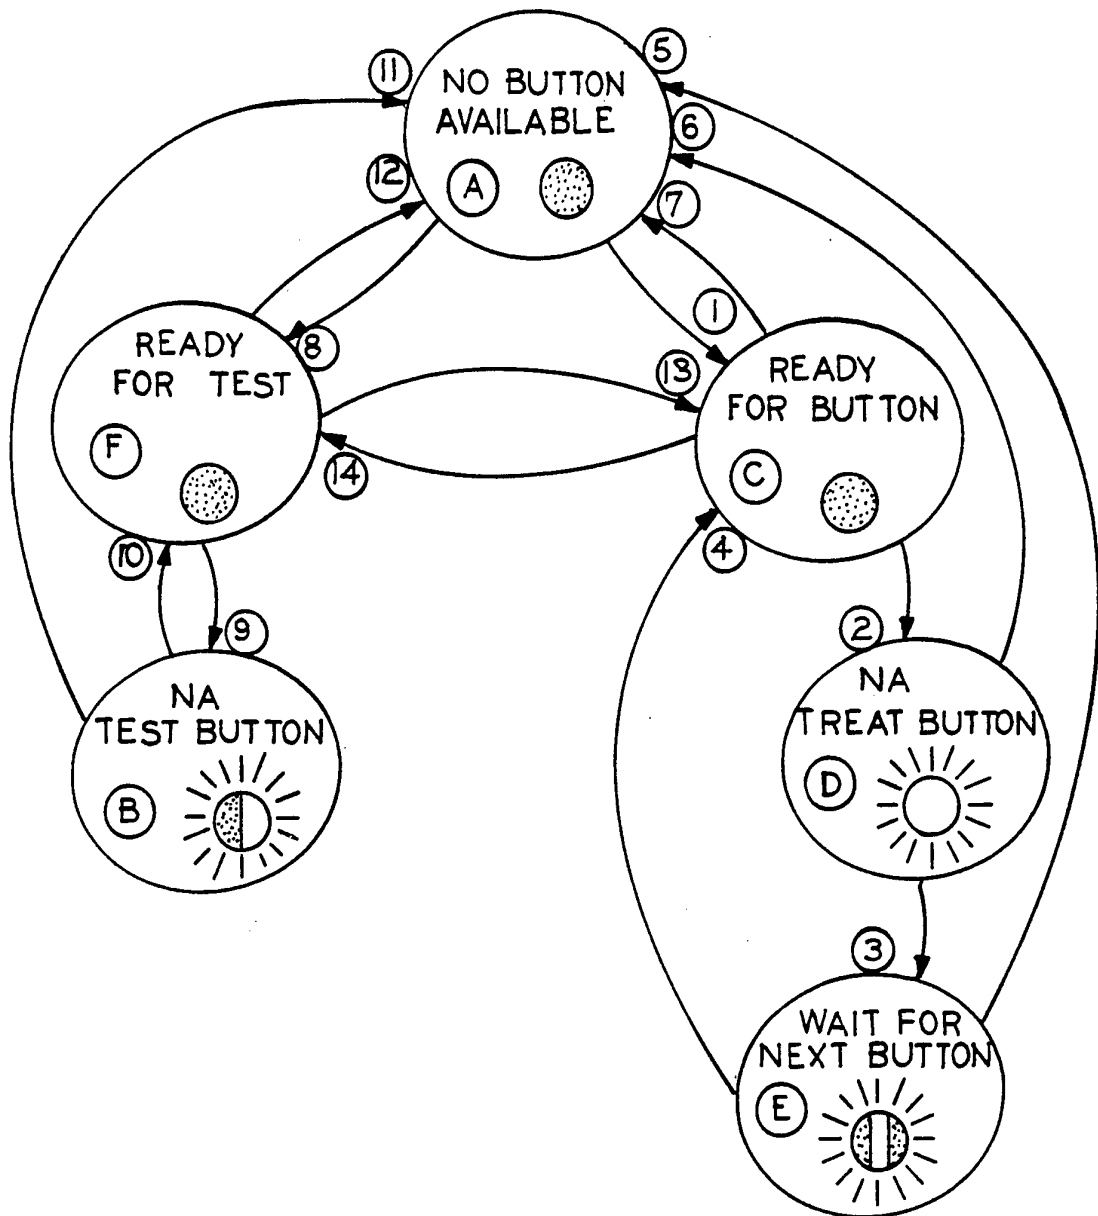 11
5
NO BUTTON
AVAILABLE
6
12
A
7
1
READY
FOR TEST
8
13
READY
FOR BUTTON
F
14
C
10
4
9
2
NA
TEST BUTTON
NA
TREAT BUTTON
B
D
3
WAIT FOR
NEXT BUTTON
E